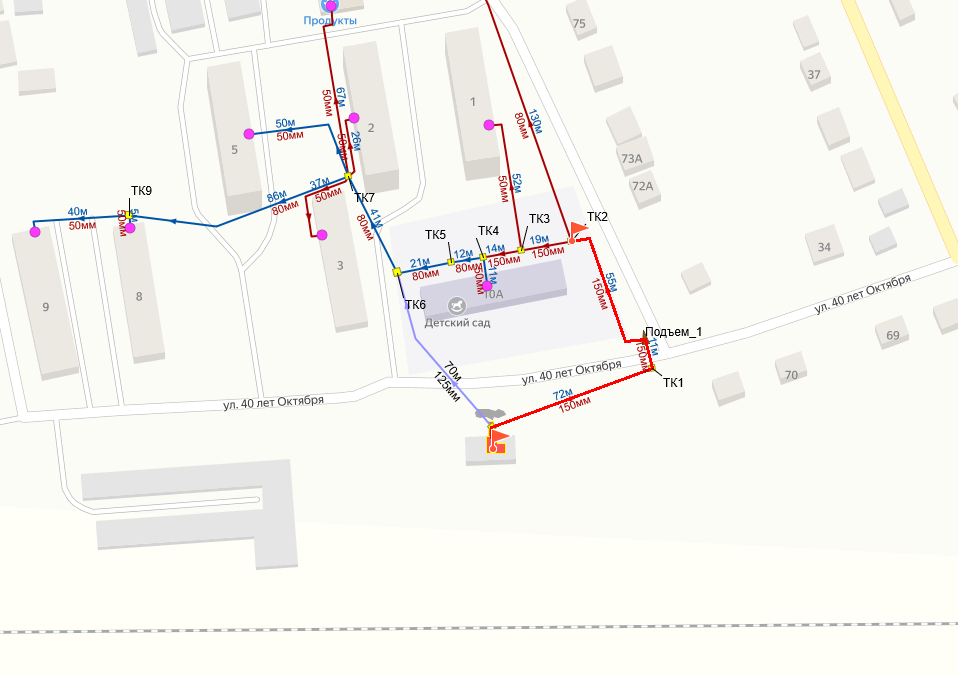 Продукты
75
37
67м
50мм
50м
50мм
5
2
26м
50мм
1
130м
80мм
73А
72А
52м
50мм
ТК9
86м
80мм
37м
50мм
ТК7
40м
50мм
50мм
41м
80мм
ТК5
ТК4
ТК3
ТК2
19м
150мм
14м
150мм
12м
80мм
21м
80мм
11м
50мм
10А
3
8
9
34
55м
150мм
ТК6
Детский сад
Подъем_1
11м
150мм
ул. 40 лет Октября
69
70
ул. 40 лет Октября
ТК1
70м
125мм
72м
150мм
ул. 40 лет Октября